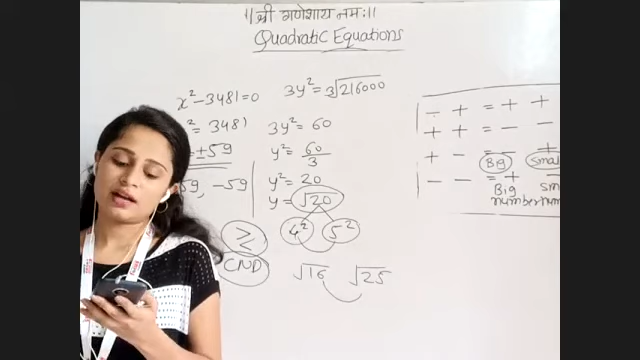 ||श्री गणेशाय नमः||
Quadratic Equations
x² - 3481 = 0
² = 3481
= ±59
59, -59
≥
CND
3y² = ∛216000
3y² = 60
y² = 60/3
y² = 20
y = √20
4² 5²
√16 √25
- + = + +
+ + = - -
+ - = - +
- - = + -
Big small
Big number
number